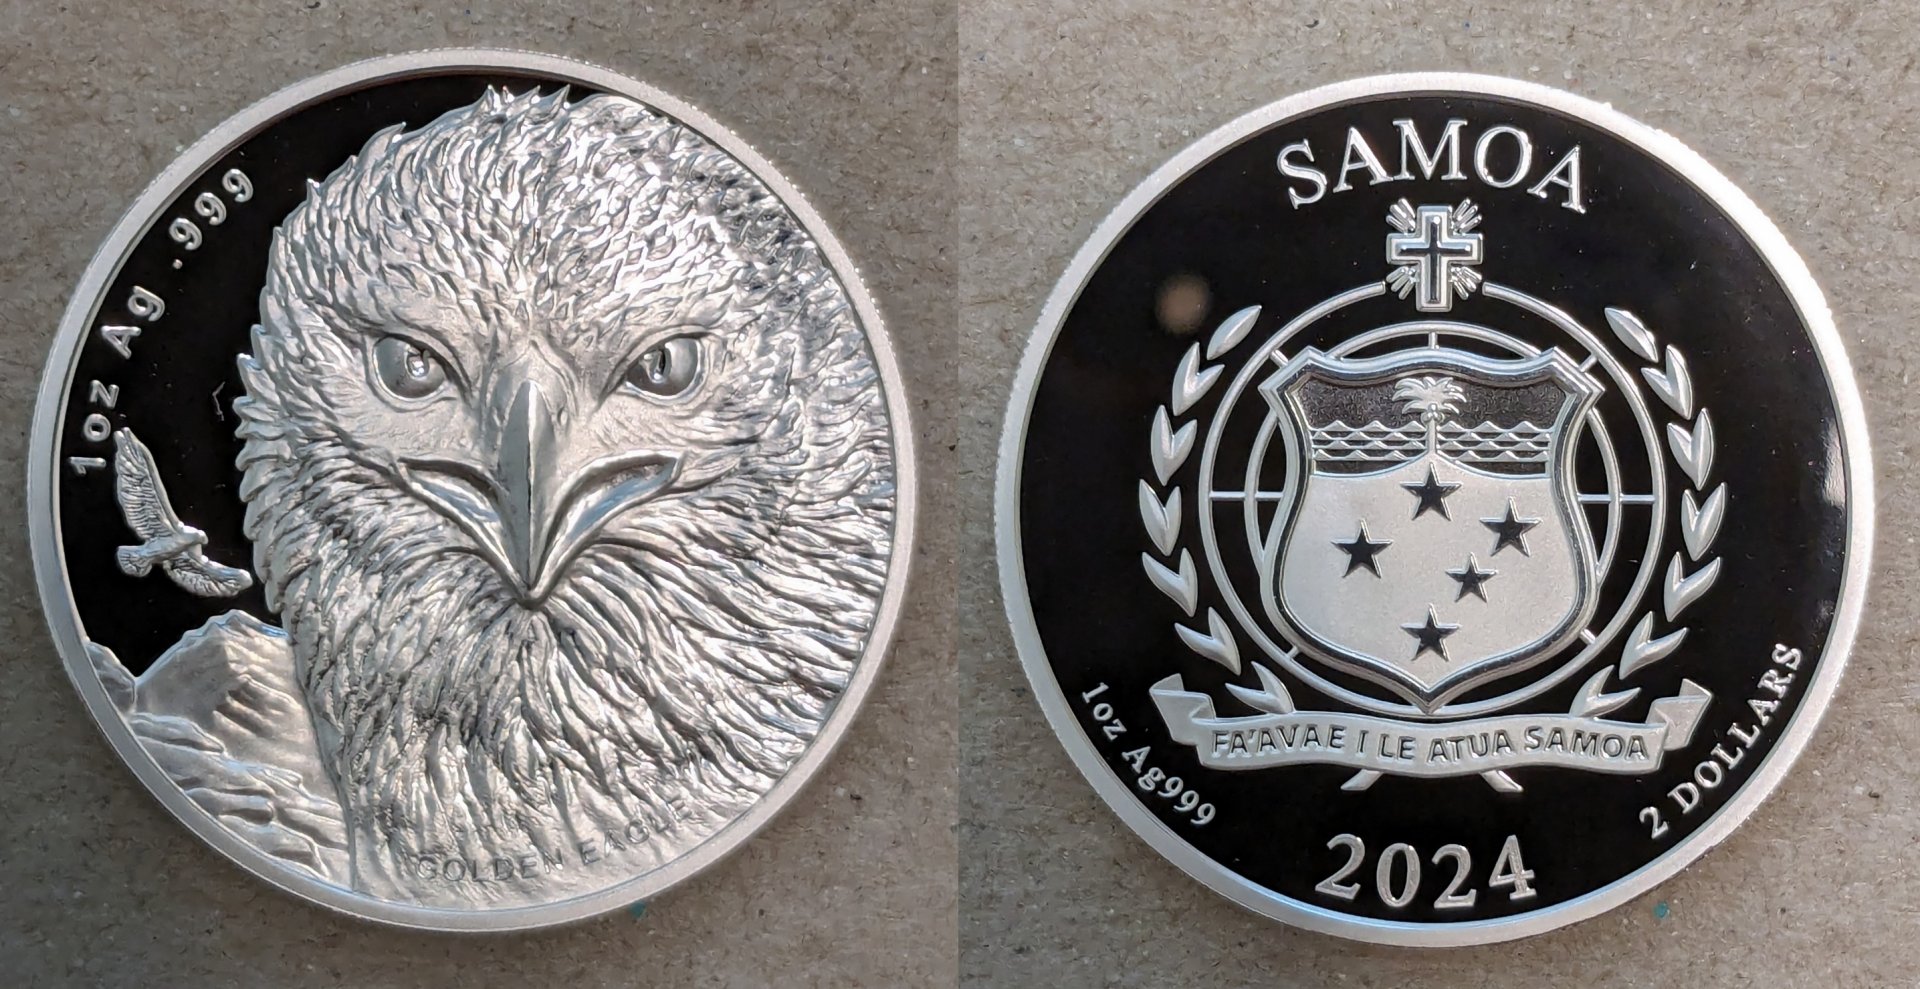 1oz Ag .999
GOLDEN EAGLE
SAMOA
FA'AVAE I LE ATUA SAMOA
1oz Ag999
2 DOLLARS
2024